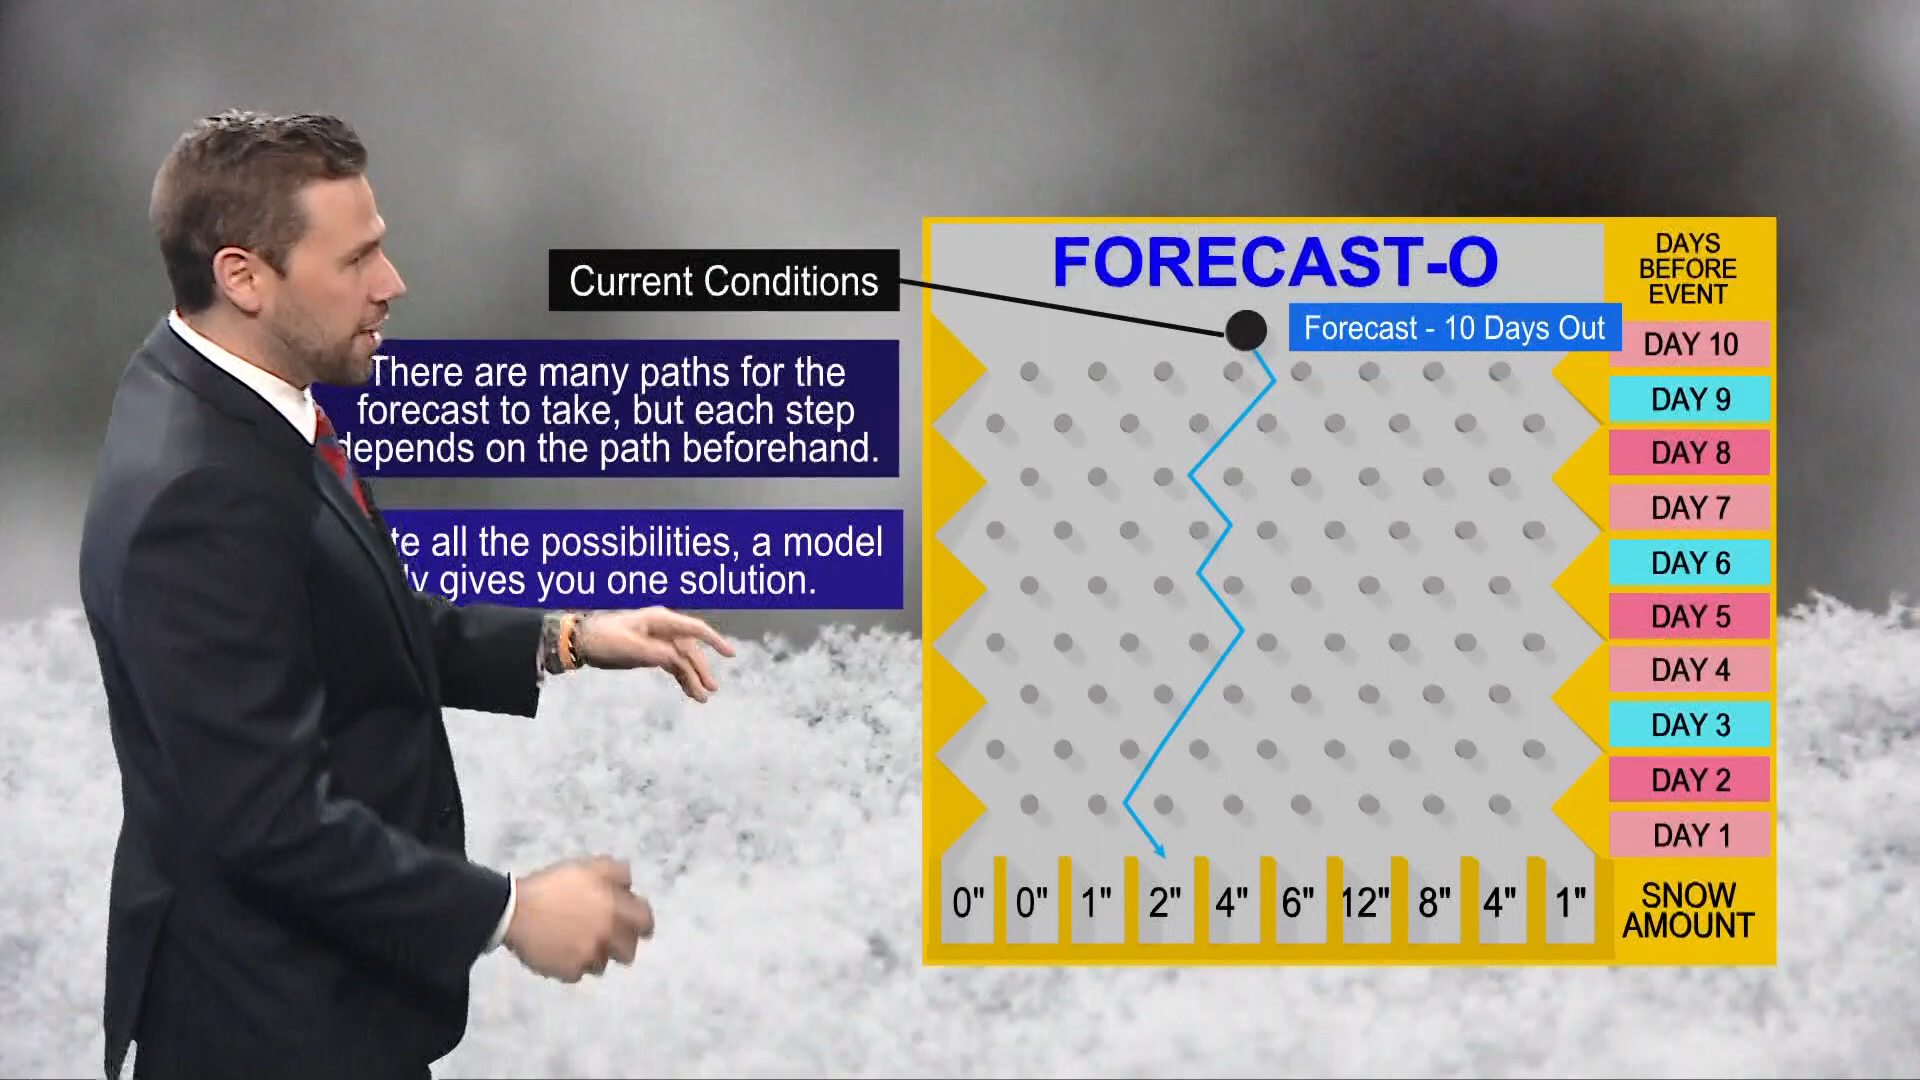 FORECAST-O
DAYS
BEFORE
EVENT
Current Conditions
Forecast - 10 Days Out
There are many paths for the
forecast to take, but each step
depends on the path beforehand.
all the possibilities, a model
gives you one solution.
DAY 10
DAY 9
DAY 8
DAY 7
DAY 6
DAY 5
DAY 4
DAY 3
DAY 2
DAY 1
0" 0" 1" 2" 4" 6" 12" 8" 4" 1"
SNOW
AMOUNT